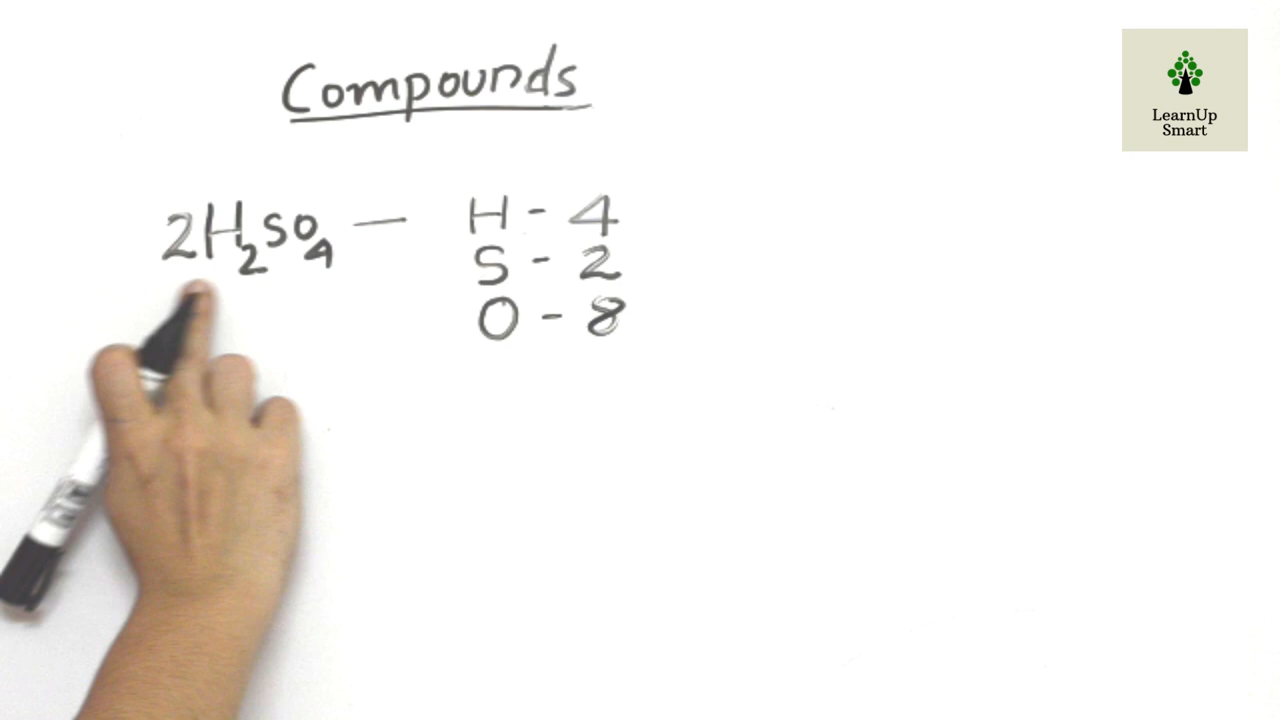 Compounds
LearnUp
Smart
2H₂SO₄ — H - 4
S - 2
O - 8